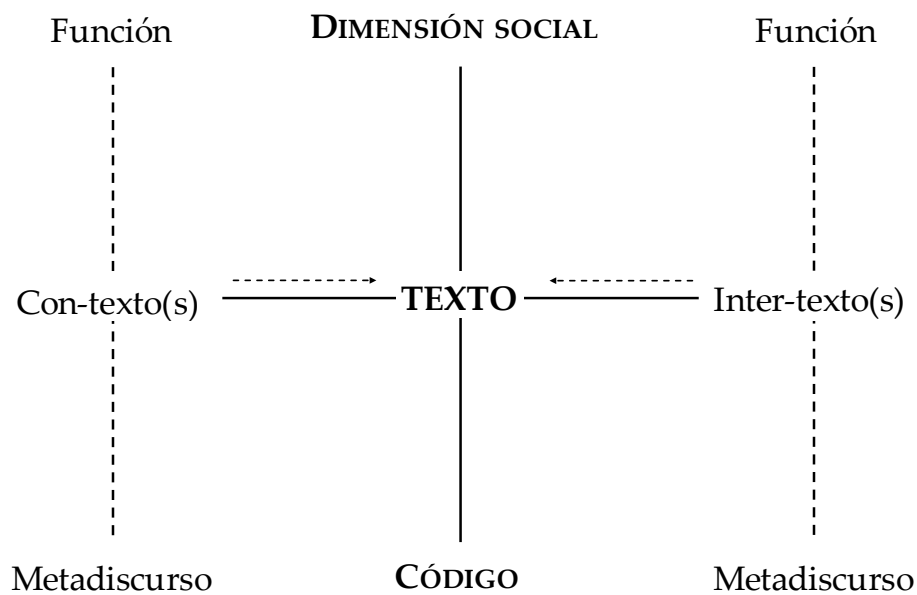 Función DIMENSIÓN SOCIAL Función
Con-texto(s) TEXTO Inter-texto(s)
Metadiscurso CÓDIGO Metadiscurso